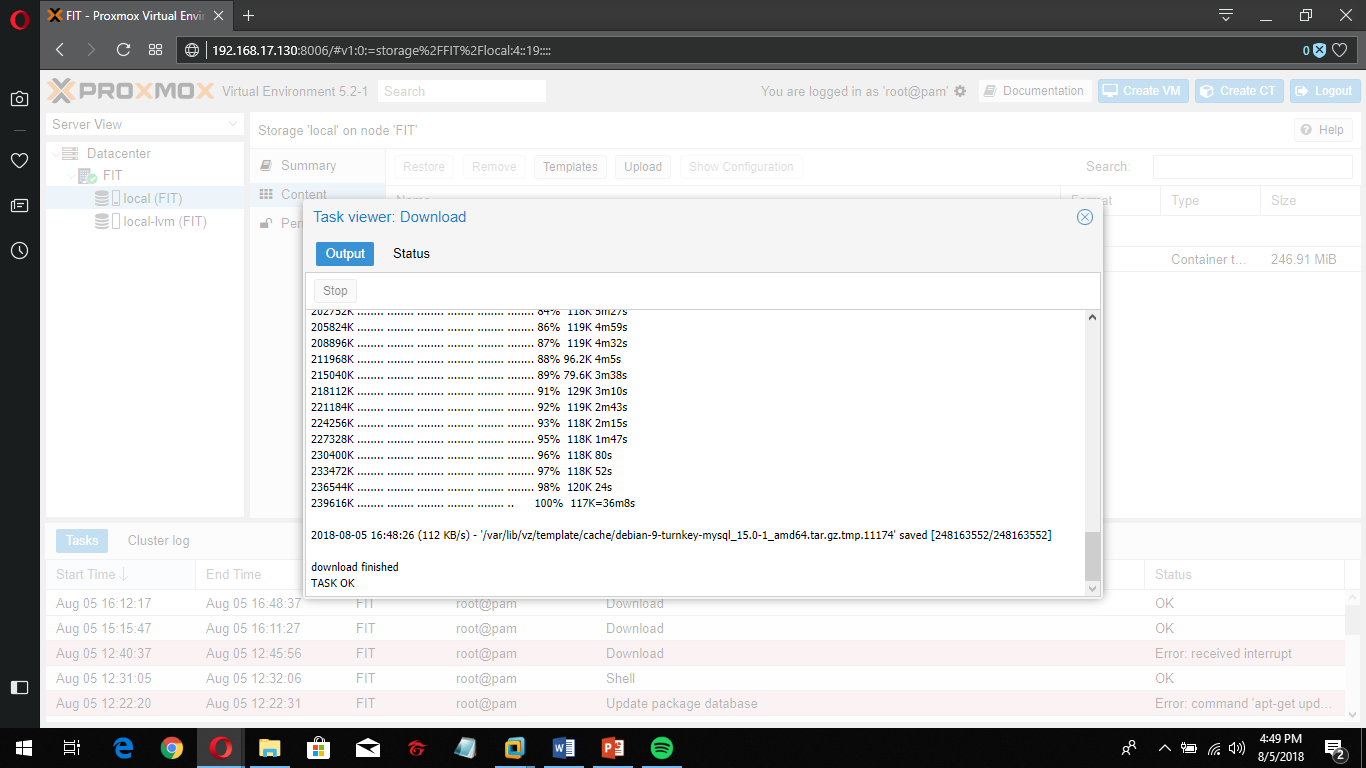 FIT - Proxmox Virtual Envir
192.168.17.130:8006/#v1:0:=storage%2FFIT%2Flocal:4::19::::
0
PROXMOX Virtual Environment 5.2-1 Search You are logged in as 'root@pam' Documentation Create VM Create CT Logout
Server View
Storage 'local' on node 'FIT' Help
Datacenter
FIT
local (FIT)
local-lvm (FIT)
Summary
Content
Restore Remove Templates Upload Show Configuration Search:
Type Size
Container t... 246.91 MiB
Task viewer: Download
Output Status
Stop
202752K ........ ........ ........ ........ ........ ........ 84% 118K 5m27s
205824K ........ ........ ........ ........ ........ ........ 86% 119K 4m59s
208896K ........ ........ ........ ........ ........ ........ 87% 119K 4m32s
211968K ........ ........ ........ ........ ........ ........ 88% 96.2K 4m5s
215040K ........ ........ ........ ........ ........ ........ 89% 79.6K 3m38s
218112K ........ ........ ........ ........ ........ ........ 91% 129K 3m10s
221184K ........ ........ ........ ........ ........ ........ 92% 119K 2m43s
224256K ........ ........ ........ ........ ........ ........ 93% 118K 2m15s
227328K ........ ........ ........ ........ ........ ........ 95% 118K 1m47s
230400K ........ ........ ........ ........ ........ ........ 96% 118K 80s
233472K ........ ........ ........ ........ ........ ........ 97% 118K 52s
236544K ........ ........ ........ ........ ........ ........ 98% 120K 24s
239616K ........ ........ ........ ........ ........ .. 100% 117K=36m8s
2018-08-05 16:48:26 (112 KB/s) - '/var/lib/vz/template/cache/debian-9-turnkey-mysql_15.0-1_amd64.tar.gz.tmp.11174' saved [248163552/248163552]
download finished
TASK OK
Tasks Cluster log
Start Time End Time Status
Aug 05 16:12:17 Aug 05 16:48:37 FIT root@pam Download OK
Aug 05 15:15:47 Aug 05 16:11:27 FIT root@pam Download OK
Aug 05 12:40:37 Aug 05 12:45:56 FIT root@pam Download Error: received interrupt
Aug 05 12:31:05 Aug 05 12:32:06 FIT root@pam Shell OK
Aug 05 12:22:20 Aug 05 12:22:31 FIT root@pam Update package database Error: command 'apt-get upd...
4:49 PM
8/5/2018
2